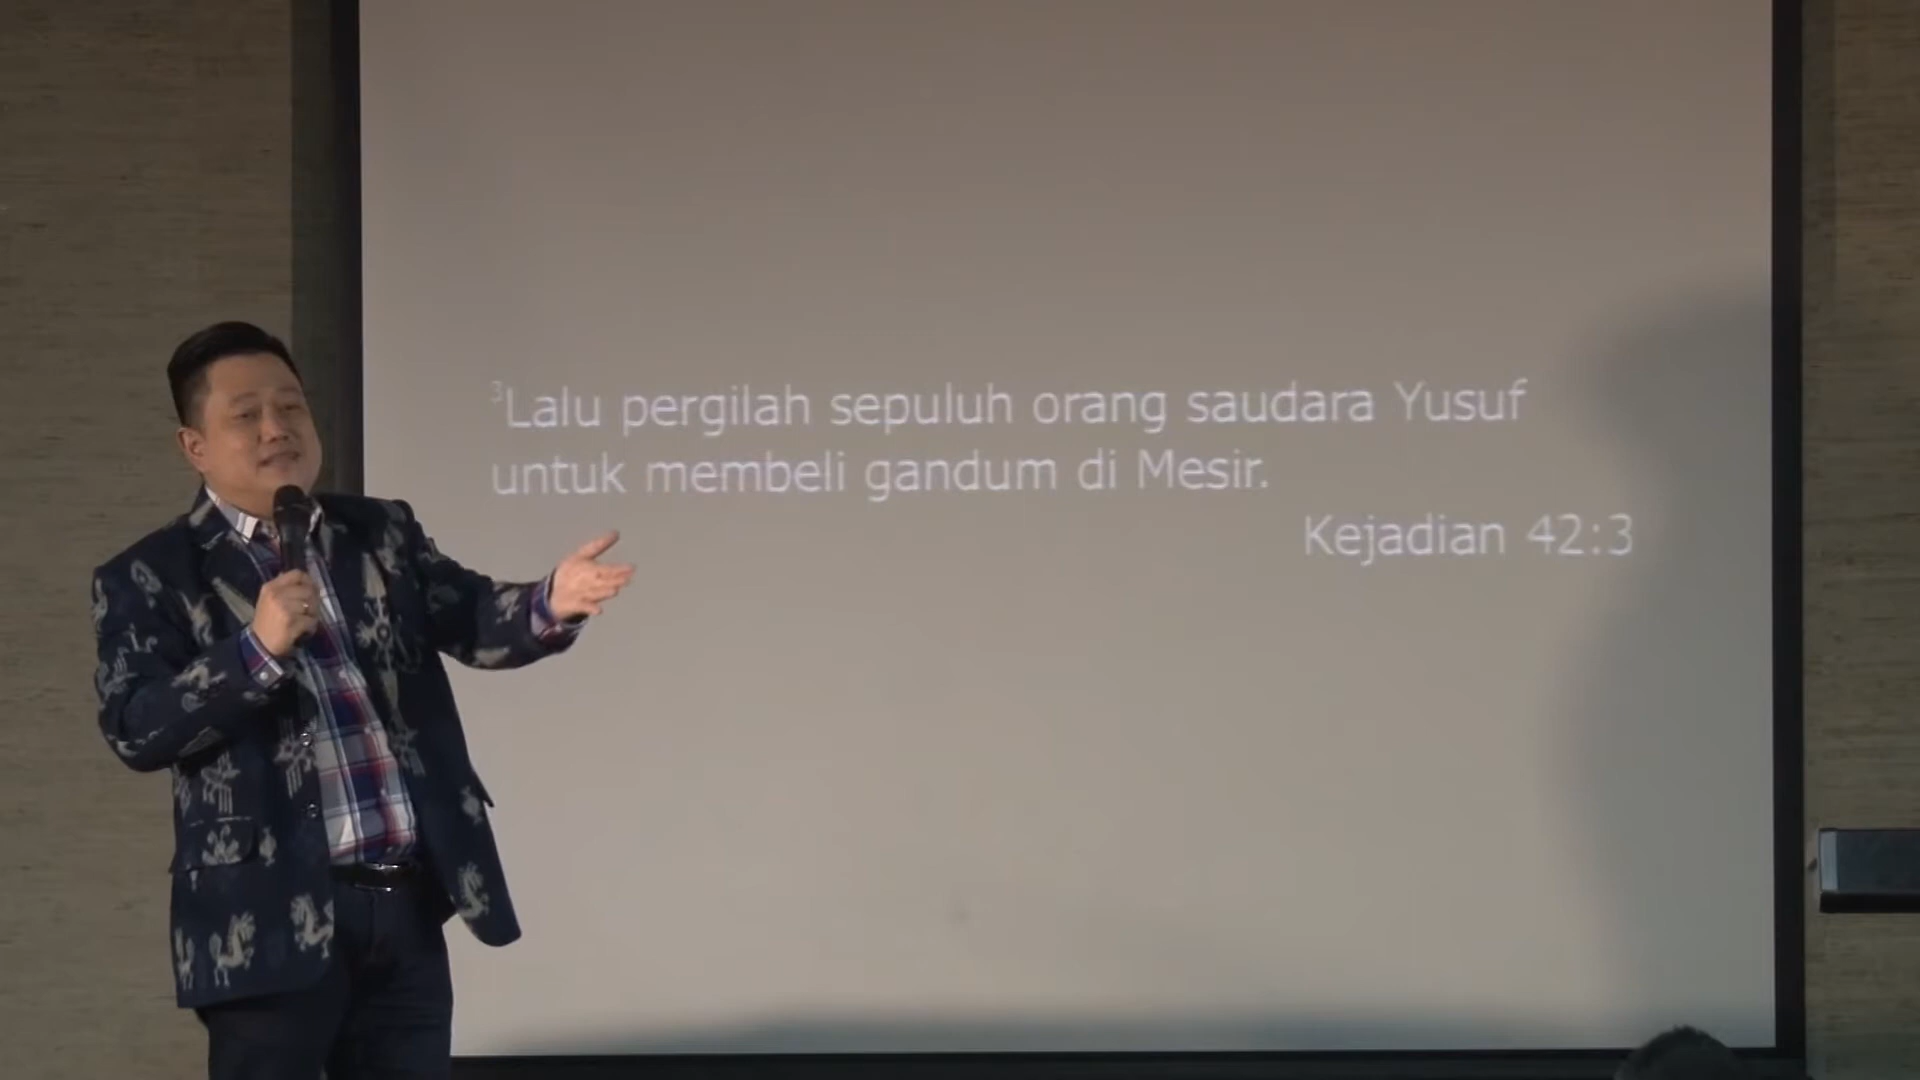 ³Lalu pergilah sepuluh orang saudara Yusuf
untuk membeli gandum di Mesir.
Kejadian 42:3